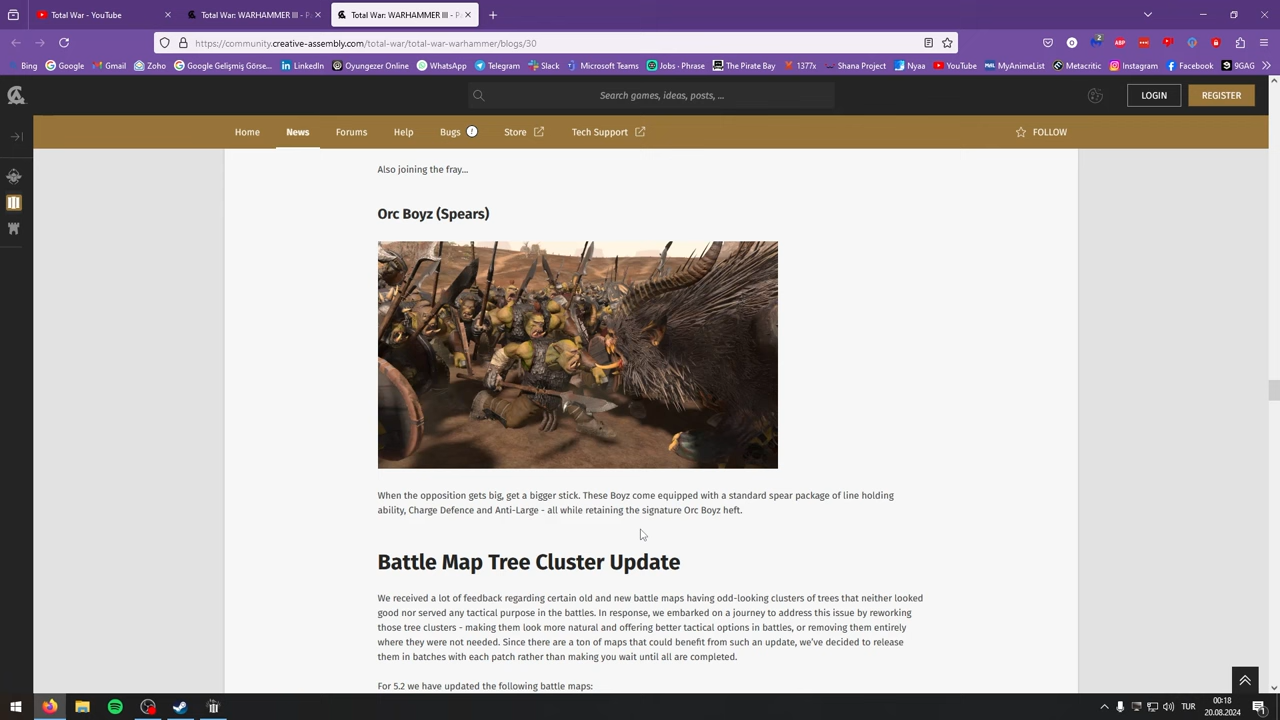 Total War - YouTube
Total War: WARHAMMER III - P
Total War: WARHAMMER III - P
https://community.creative-assembly.com/total-war/total-war-warhammer/blogs/30
Bing
Google
Gmail
Zoho
Google Gelişmiş Görse...
LinkedIn
Oyungezer Online
WhatsApp
Telegram
Slack
Microsoft Teams
Jobs · Phrase
The Pirate Bay
1377x
Shana Project
Nyaa
YouTube
MyAnimeList
Metacritic
Instagram
Facebook
9GAG
Search games, ideas, posts, ...
LOGIN
REGISTER
Home
News
Forums
Help
Bugs
Store
Tech Support
FOLLOW
Also joining the fray...
Orc Boyz (Spears)
When the opposition gets big, get a bigger stick. These Boyz come equipped with a standard spear package of line holding
ability, Charge Defence and Anti-Large - all while retaining the signature Orc Boyz heft.
Battle Map Tree Cluster Update
We received a lot of feedback regarding certain old and new battle maps having odd-looking clusters of trees that neither looked
good nor served any tactical purpose in the battles. In response, we embarked on a journey to address this issue by reworking
those tree clusters - making them look more natural and offering better tactical options in battles, or removing them entirely
where they were not needed. Since there are a ton of maps that could benefit from such an update, we've decided to release
them in batches with each patch rather than making you wait until all are completed.
For 5.2 we have updated the following battle maps:
TUR
00:18
20.08.2024